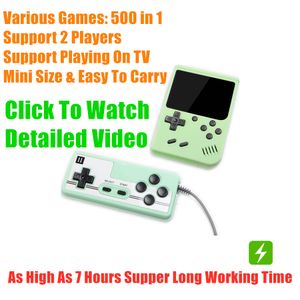 Various Games: 500 in 1
Support 2 Players
Support Playing On TV
Mini Size & Easy To Carry
Click To Watch
Detailed Video
As High As 7 Hours Supper Long Working Time